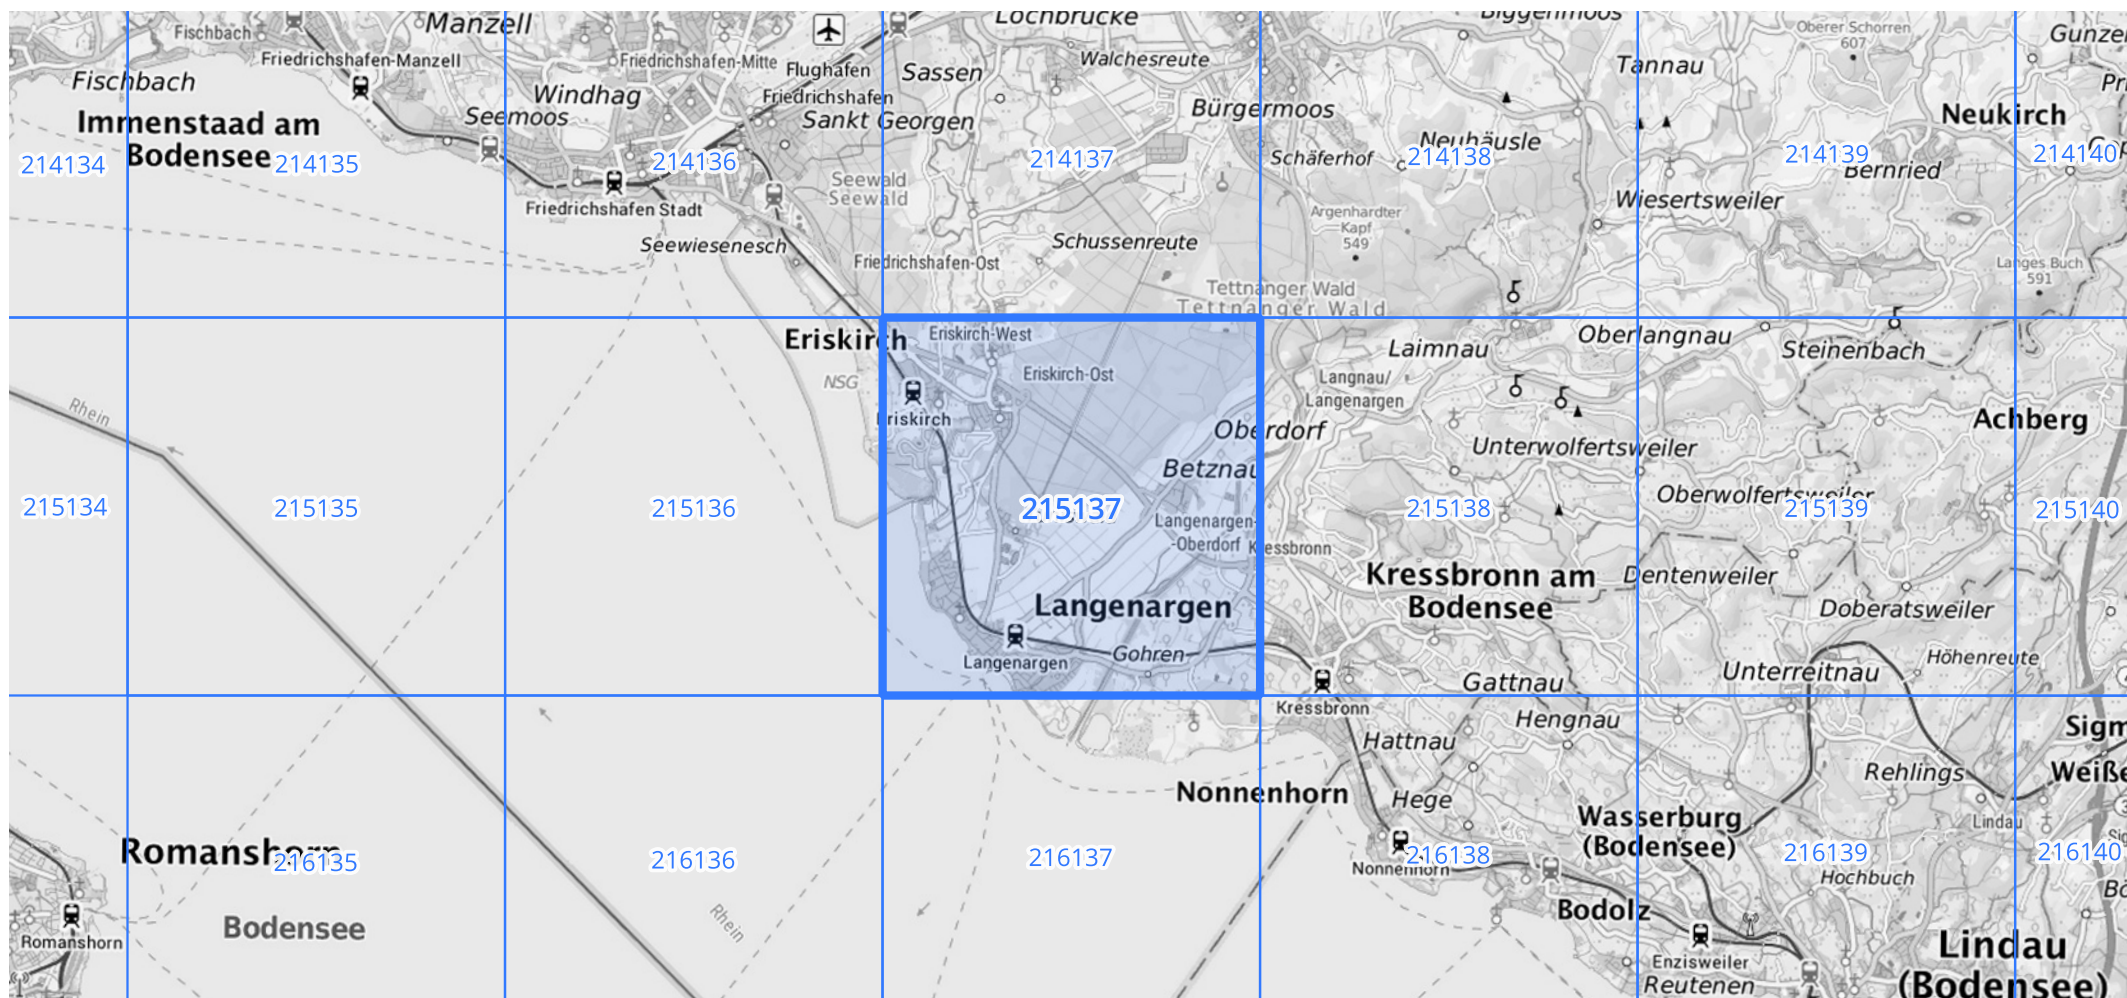 Manzell
Lochbrücke
Biggenmoos
Oberer Schorren
607
Fischbach
Friedrichshafen-Manzell
Friedrichshafen-Mitte
Flughafen
Friedrichshafen
Walchesreute
Tannau
Fischbach
Windhag
Sassen
Seemoos
Sankt Georgen
Bürgermoos
Neukirch
Immenstaad am
Bodensee
Neuhäusle
Schäferhof
Bernried
214134
214135
214136
214137
214138
214139
214140
Seewald
Seewald
Wiesertsweiler
Friedrichshafen Stadt
Argenhardter
Kapf
549
Seewiesenesch
Schussenreute
Friedrichshafen-Ost
Langes Buch
591
Tettnanger Wald
Tettnanger Wald
Eriskirch
Eriskirch-West
Laimnau
Oberlangnau
Steinenbach
NSG
Eriskirch-Ost
Langnau/
Langenargen
Rhein
Eriskirch
Oberdorf
Achberg
Betznau
Unterwolfertsweiler
Oberwolfertsweiler
215134
215135
215136
215137
215138
215139
215140
Langenargen-
-Oberdorf
Kressbronn
Kressbronn am
Bodensee
Dentenweiler
Langenargen
Doberatsweiler
Langenargen
Gohren
Unterreitnau
Höhenreute
Gattnau
Kressbronn
Hengnau
Sigm
Hattnau
Weiße
Rehlings
Nonnenhorn
Hege
Wasserburg
(Bodensee)
Lindau
Romanshorn
216135
216136
216137
216138
216139
216140
Nonnenhorn
Hochbuch
Bodensee
Rhein
Bodolz
Romanshorn
Enzisweiler
Lindau
(Bodensee)
Reutenen